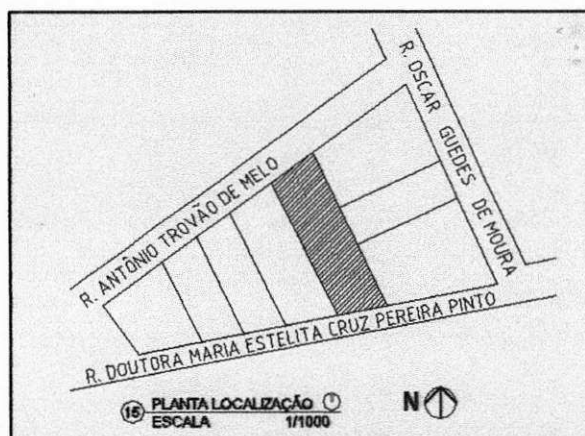 R. OSCAR GUEDES DE MOURA
R. ANTÔNIO TROVÃO DE MELO
R. DOUTORA MARIA ESTELITA CRUZ PEREIRA PINTO
15 PLANTA LOCALIZAÇÃO
ESCALA 1/1000
N